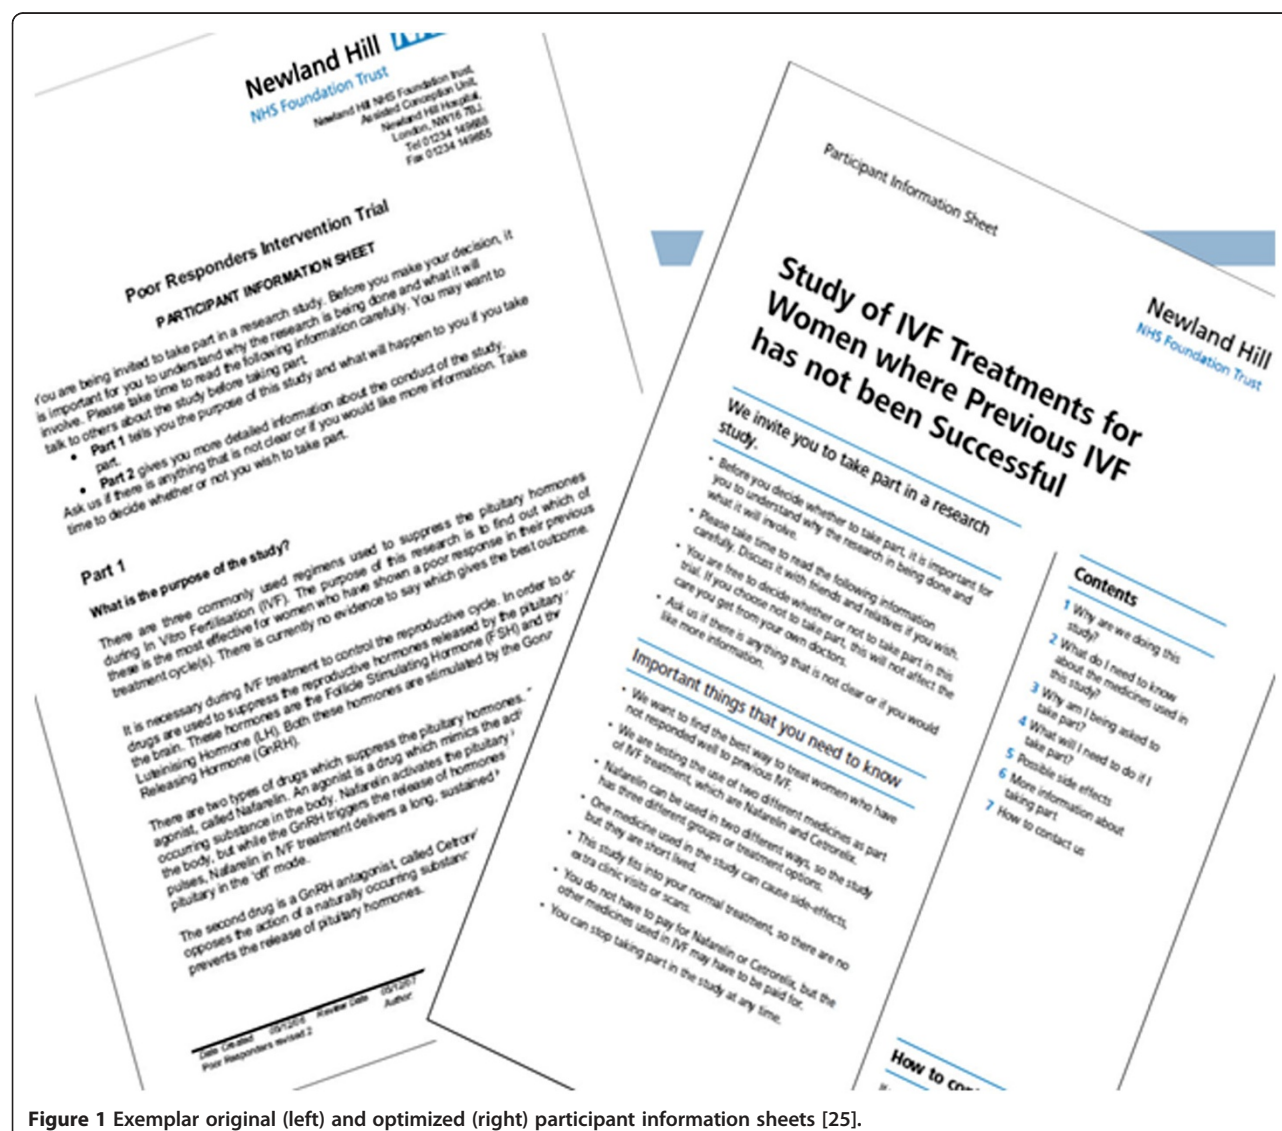 Newland Hill
NHS Foundation Trust
Newland Hill NHS Foundation trust,
Assisted Conception Unit,
Newland Hill Hospital,
London, NW16 7BJ.
Tel 01234 149888
Fax 01234 149855
Poor Responders Intervention Trial
PARTICIPANT INFORMATION SHEET
You are being invited to take part in a research study. Before you make your decision, it
is important for you to understand why the research is being done and what it will
involve. Please take time to read the following information carefully. You may want to
talk to others about the study before taking part.
• Part 1 tells you the purpose of this study and what will happen to you if you take
part.
• Part 2 gives you more detailed information about the conduct of the study.
Ask us if there is anything that is not clear or if you would like more information. Take
time to decide whether or not you wish to take part.
Part 1
What is the purpose of the study?
There are three commonly used regimens used to suppress the pituitary hormones
during In Vitro Fertilisation (IVF). The purpose of this research is to find out which of
these is the most effective for women who have shown a poor response in their previous
treatment cycle(s). There is currently no evidence to say which gives the best outcome.
It is necessary during IVF treatment to control the reproductive cycle. In order to
drugs are used to suppress the reproductive hormones released by the pituitary
the brain. These hormones are the Follicle Stimulating Hormone (FSH) and the
Luteinising Hormone (LH). Both these hormones are stimulated by the
Releasing Hormone (GnRH).
There are two types of drugs which suppress the pituitary hormones.
agonist, called Nafarelin. An agonist is a drug which mimics the
occurring substance in the body. Nafarelin activates the pituitary
the body, but while the GnRH triggers the release of hormones
pulses, Nafarelin in IVF treatment delivers a long, sustained
pituitary in the 'off' mode.
The second drug is a GnRH antagonist, called
opposes the action of a naturally occurring
prevents the release of pituitary hormones.
Date Created 05/12/06 Review Date 05/12/07
Poor Responders revised 2 Author:
Participant Information Sheet
Newland Hill
NHS Foundation Trust
Study of IVF Treatments for
Women where Previous IVF
has not been Successful
We invite you to take part in a research
study.
• Before you decide whether to take part, it is important for
you to understand why the research in being done and
what it will involve.
• Please take time to read the following information
carefully. Discuss it with friends and relatives if you wish.
• You are free to decide whether or not to take part in this
trial. If you choose not to take part, this will not affect the
care you get from your own doctors.
• Ask us if there is anything that is not clear or if you would
like more information.
Important things that you need to know
• We want to find the best way to treat women who have
not responded well to previous IVF.
• We are testing the use of two different medicines as part
of IVF treatment, which are Nafarelin and Cetrorelix.
• Nafarelin can be used in two different ways, so the study
has three different groups or treatment options.
• One medicine used in the study can cause side-effects,
but they are short lived.
• This study fits into your normal treatment, so there are no
extra clinic visits or scans.
• You do not have to pay for Nafarelin or Cetrorelix, but the
other medicines used in IVF may have to be paid for.
• You can stop taking part in the study at any time.
Contents
1 Why are we doing this
study?
2 What do I need to know
about the medicines used in
this study?
3 Why am I being asked to
take part?
4 What will I need to do if I
take part?
5 Possible side effects
6 More information about
taking part
7 How to contact us
How to
Figure 1 Exemplar original (left) and optimized (right) participant information sheets [25].